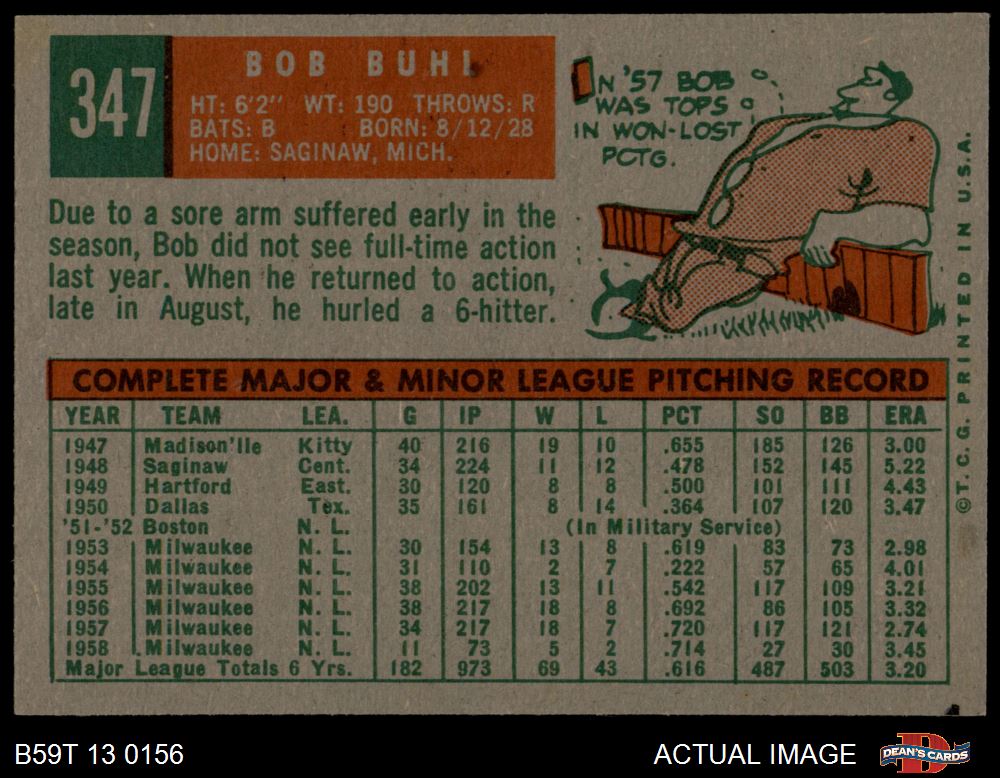 347
BOB BUHL
HT: 6'2" WT: 190 THROWS: R
BATS: B BORN: 8/12/28
HOME: SAGINAW, MICH.
IN '57 BOB
WAS TOPS
IN WON-LOST
PCTG.
Due to a sore arm suffered early in the
season, Bob did not see full-time action
last year. When he returned to action,
late in August, he hurled a 6-hitter.
COMPLETE MAJOR & MINOR LEAGUE PITCHING RECORD
YEAR TEAM LEA. G IP W L PCT SO BB ERA
1947 Madison'lle Kitty 40 216 19 10 .655 185 126 3.00
1948 Saginaw Cent. 34 224 11 12 .478 152 145 5.22
1949 Hartford East. 30 120 8 8 .500 101 111 4.43
1950 Dallas Tex. 35 161 8 14 .364 107 120 3.47
'51-'52 Boston N. L. (In Military Service)
1953 Milwaukee N. L. 30 154 13 8 .619 83 73 2.98
1954 Milwaukee N. L. 31 110 2 7 .222 57 65 4.01
1955 Milwaukee N. L. 38 202 13 11 .542 117 109 3.21
1956 Milwaukee N. L. 38 217 18 8 .692 86 105 3.32
1957 Milwaukee N. L. 34 217 18 7 .720 117 121 2.74
1958 Milwaukee N. L. 11 73 5 2 .714 27 30 3.45
Major League Totals 6 Yrs. 182 973 69 43 .616 487 503 3.20
©T. C. G. PRINTED IN U.S.A.
B59T 13 0156
ACTUAL IMAGE
DEAN'S CARDS